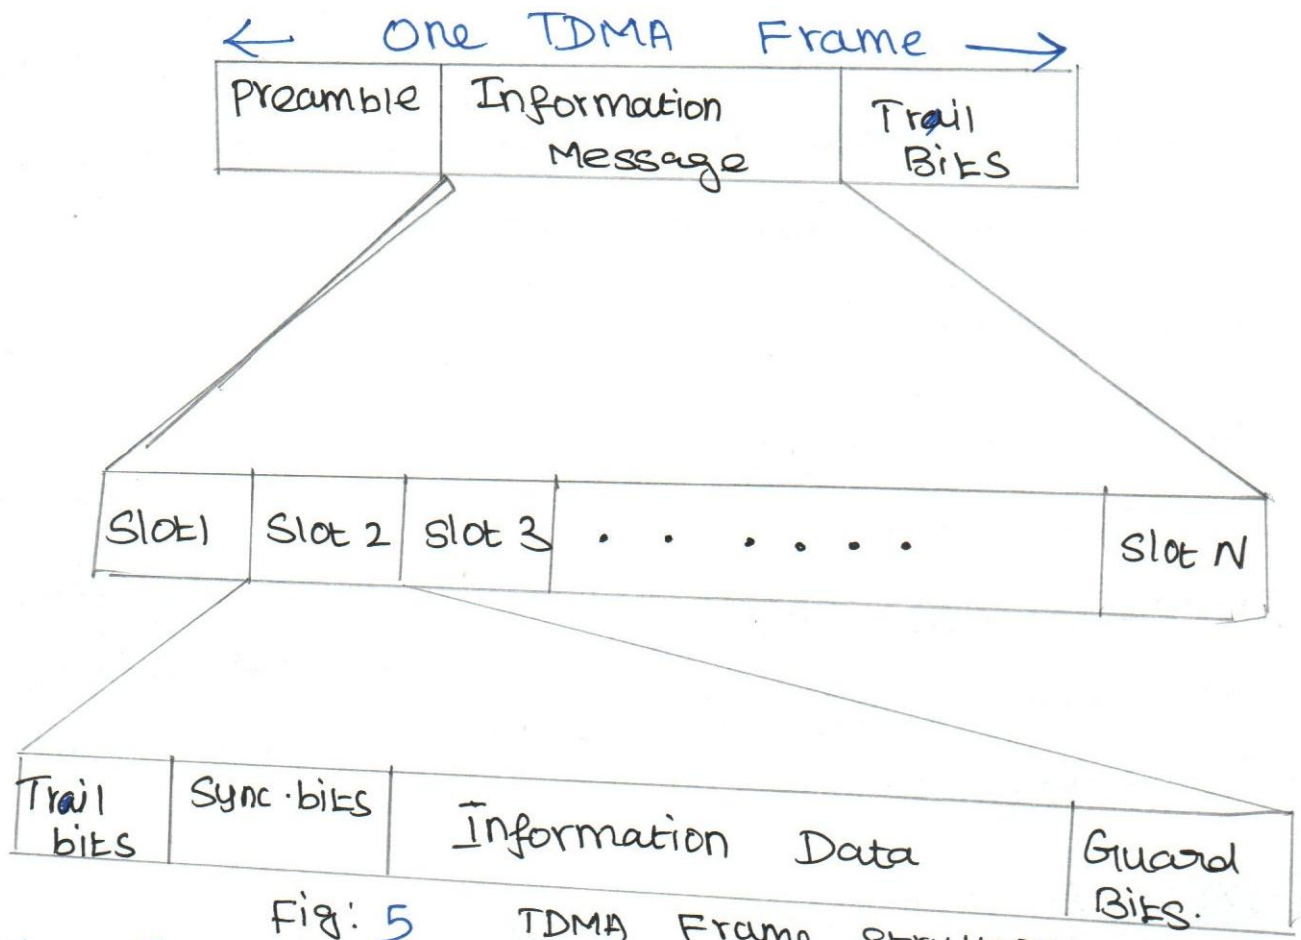 One TDMA Frame
Preamble Information Message Trail Bits
Slot1 Slot 2 Slot 3 . . . . . . Slot N
Trail bits Sync.bits Information Data Guard Bits.
Fig: 5 TDMA Frame